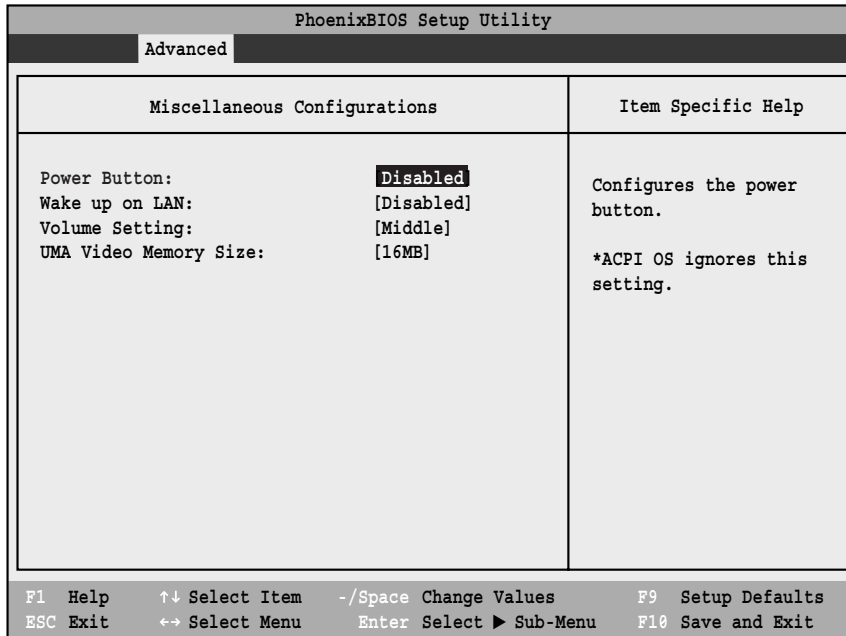 PhoenixBIOS Setup Utility
Advanced
Miscellaneous Configurations
Item Specific Help
Power Button: [Disabled]
Wake up on LAN: [Disabled]
Volume Setting: [Middle]
UMA Video Memory Size: [16MB]
Configures the power
button.
*ACPI OS ignores this
setting.
F1 Help ↑↓ Select Item -/Space Change Values F9 Setup Defaults
ESC Exit ←→ Select Menu Enter Select ▶ Sub-Menu F10 Save and Exit